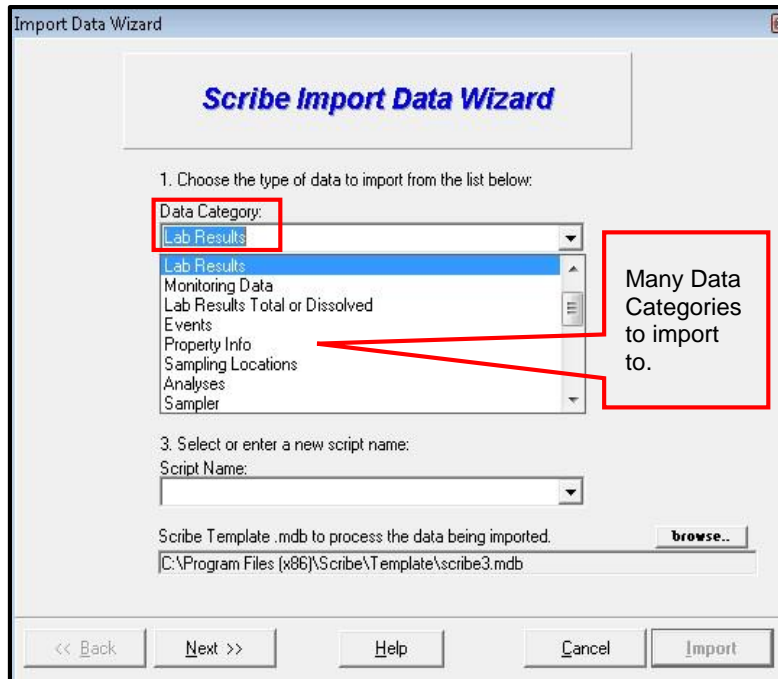 Import Data Wizard
Scribe Import Data Wizard
1. Choose the type of data to import from the list below:
Data Category:
Lab Results
Lab Results
Monitoring Data
Lab Results Total or Dissolved
Events
Property Info
Sampling Locations
Analyses
Sampler
Many Data
Categories
to import
to.
3. Select or enter a new script name:
Script Name:
Scribe Template .mdb to process the data being imported.
browse..
C:\Program Files (x86)\Scribe\Template\scribe3.mdb
<< Back
Next >>
Help
Cancel
Import